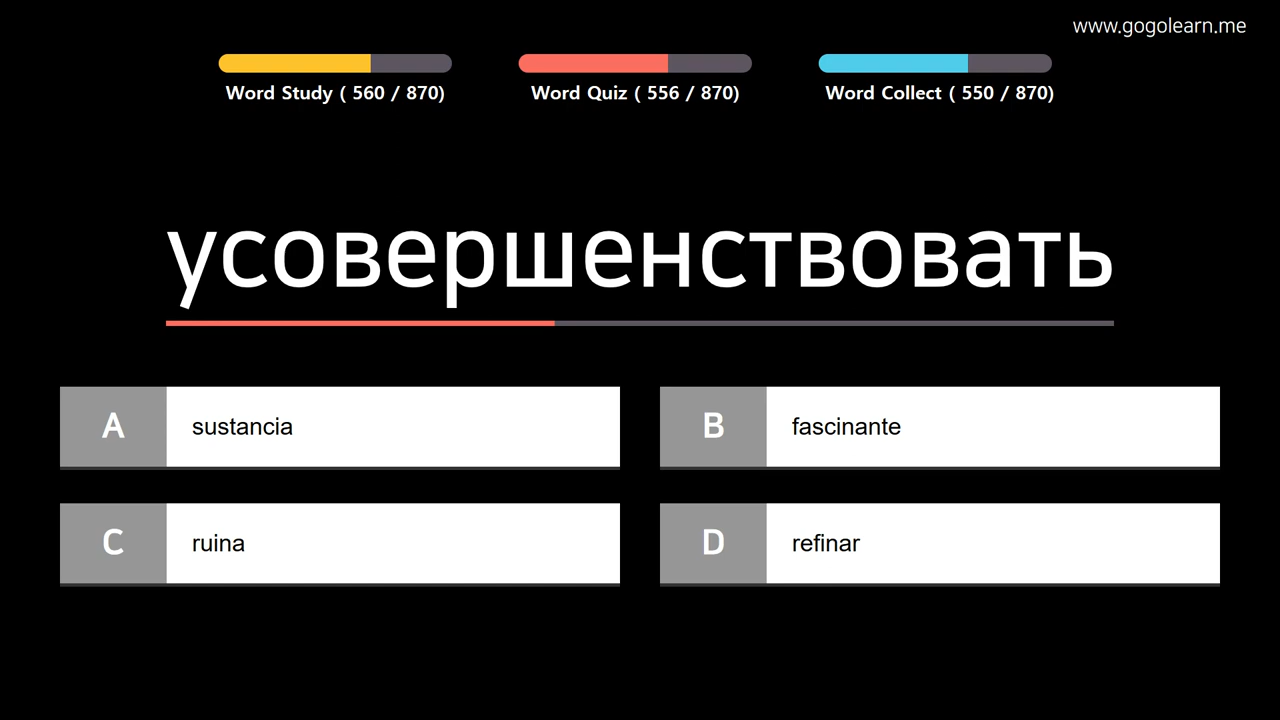 www.gogolearn.me
Word Study ( 560 / 870)
Word Quiz ( 556 / 870)
Word Collect ( 550 / 870)
усовершенствовать
A sustancia
B fascinante
C ruina
D refinar